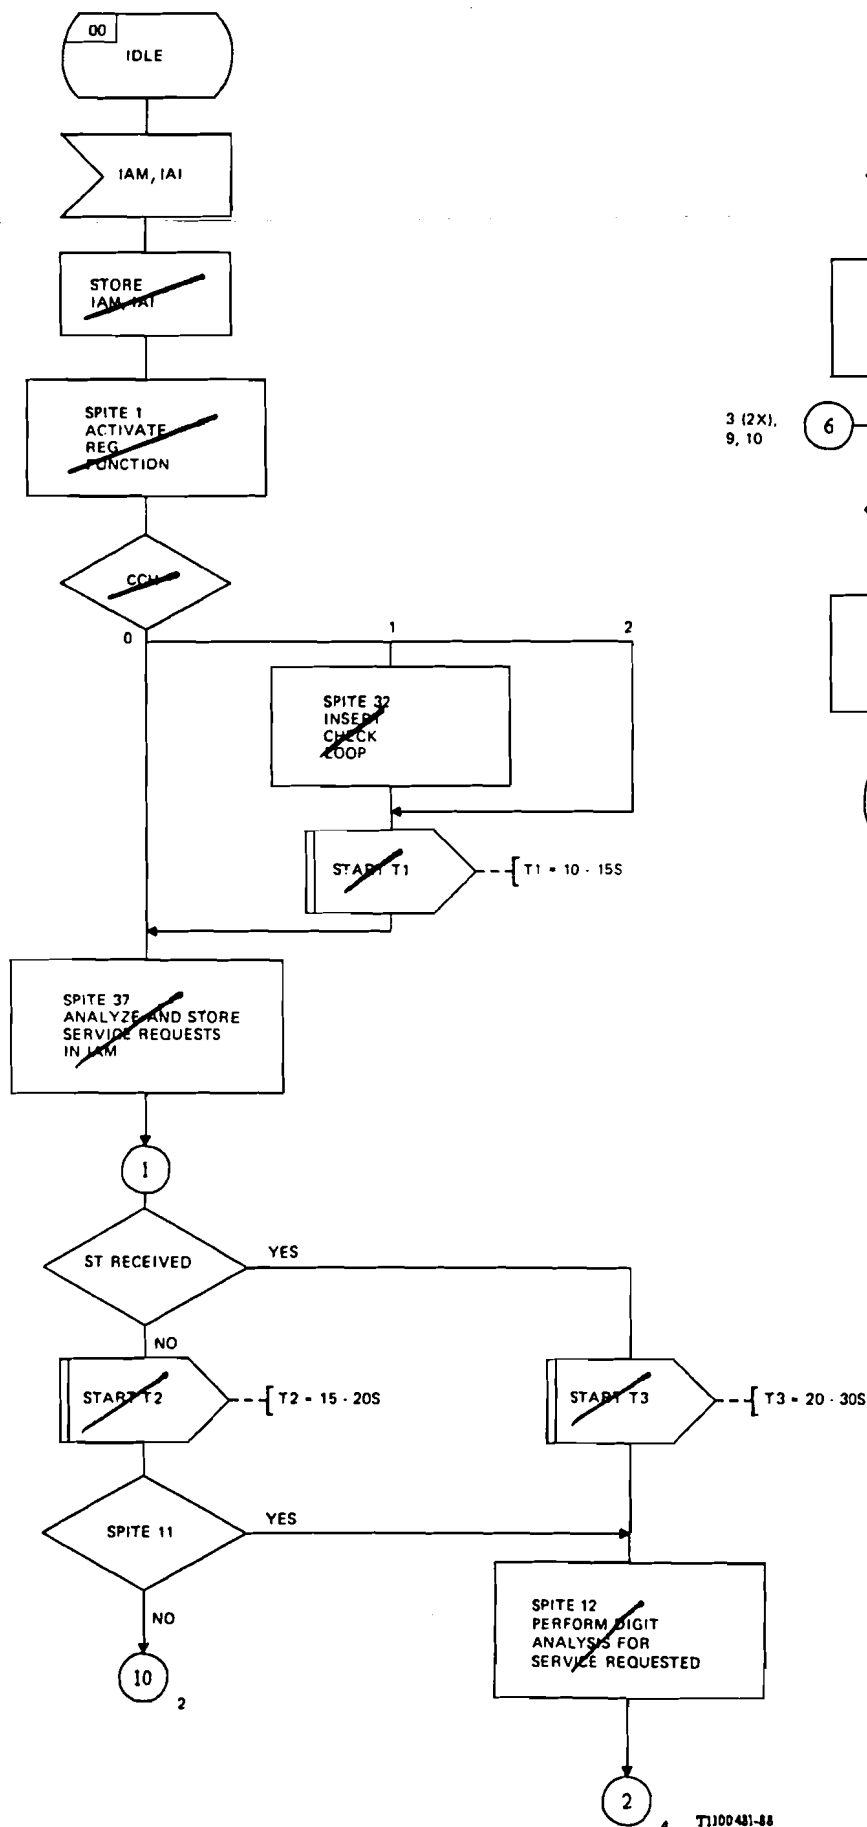 00
IDLE
IAM, IAI
STORE
IAM, IAI
SPITE 1
ACTIVATE
REG
FUNCTION
3 (2X),
9, 10
6
CCH
0
1
2
SPITE 32
INSERT
CHECK
LOOP
START T1
T1 = 10 - 15S
SPITE 37
ANALYZE AND STORE
SERVICE REQUESTS
IN IAM
1
ST RECEIVED
YES
NO
START T2
T2 = 15 - 20S
START T3
T3 = 20 - 30S
SPITE 11
YES
NO
SPITE 12
PERFORM DIGIT
ANALYSIS FOR
SERVICE REQUESTED
10
2
2
4
T1100481-88